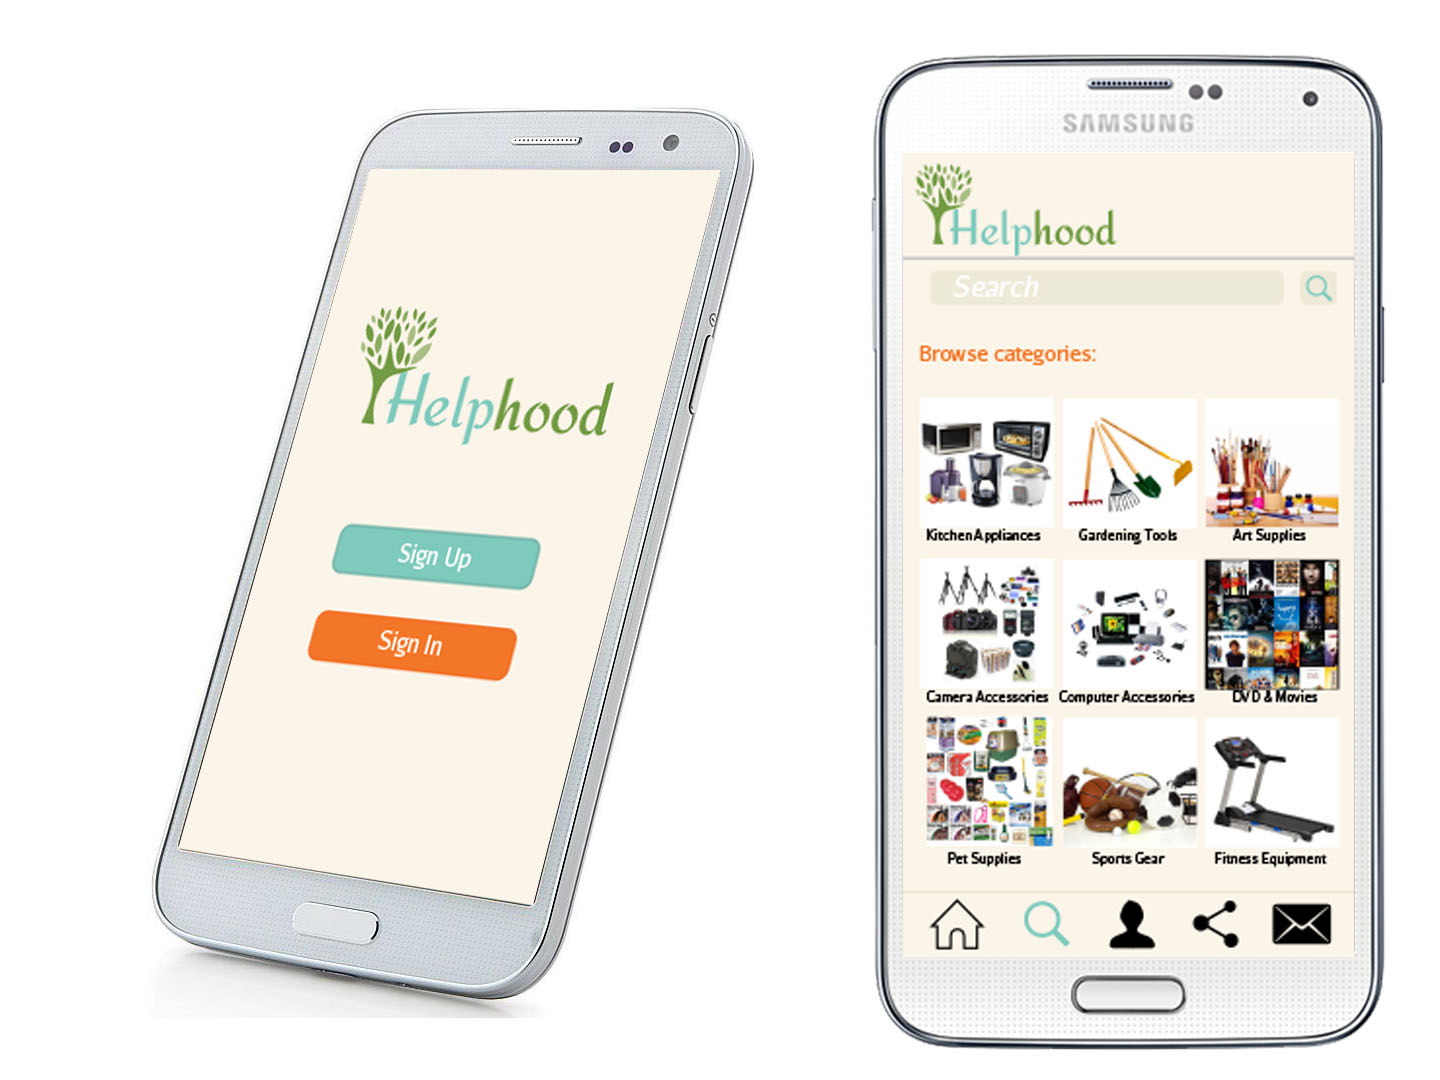 Helphood
Sign Up
Sign In
SAMSUNG
Helphood
Search
Browse categories:
Kitchen Appliances
Gardening Tools
Art Supplies
Camera Accessories
Computer Accessories
DVD & Movies
Pet Supplies
Sports Gear
Fitness Equipment